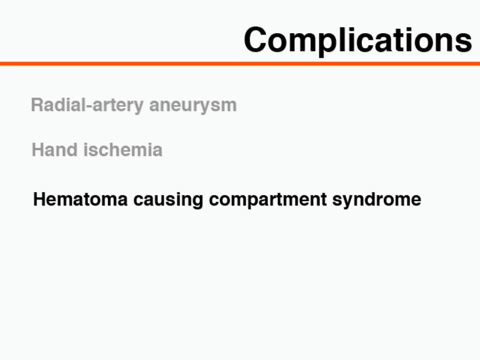 Complications
Radial-artery aneurysm
Hand ischemia
Hematoma causing compartment syndrome